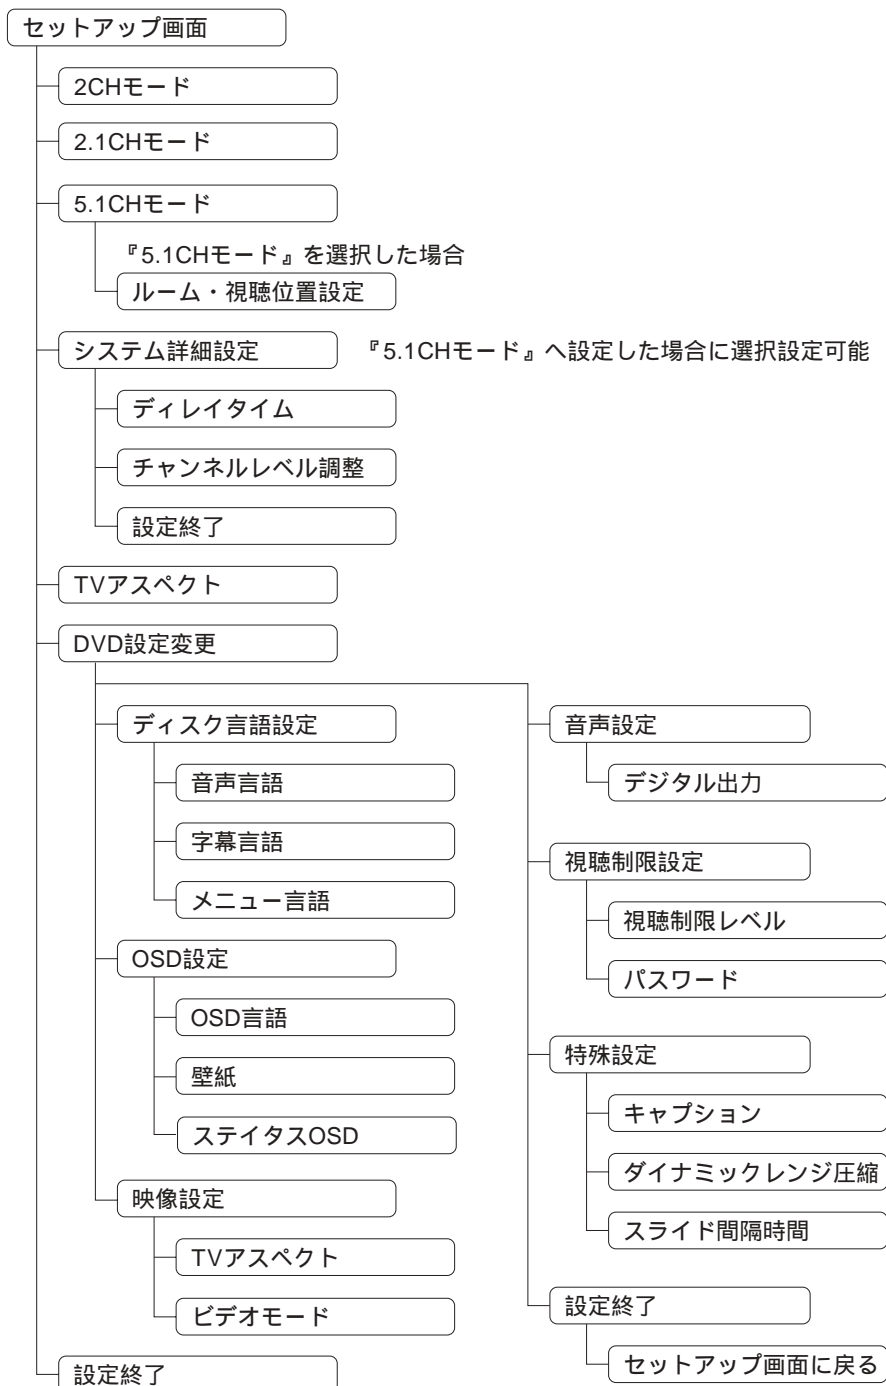 セットアップ画面
2CHモード
2.1CHモード
5.1CHモード
『5.1CHモード』を選択した場合
ルーム・視聴位置設定
システム詳細設定
『5.1CHモード』へ設定した場合に選択設定可能
ディレイタイム
チャンネルレベル調整
設定終了
TVアスペクト
DVD設定変更
ディスク言語設定
音声言語
字幕言語
メニュー言語
OSD設定
OSD言語
壁紙
ステイタスOSD
映像設定
TVアスペクト
ビデオモード
音声設定
デジタル出力
視聴制限設定
視聴制限レベル
パスワード
特殊設定
キャプション
ダイナミックレンジ圧縮
スライド間隔時間
設定終了
セットアップ画面に戻る
設定終了